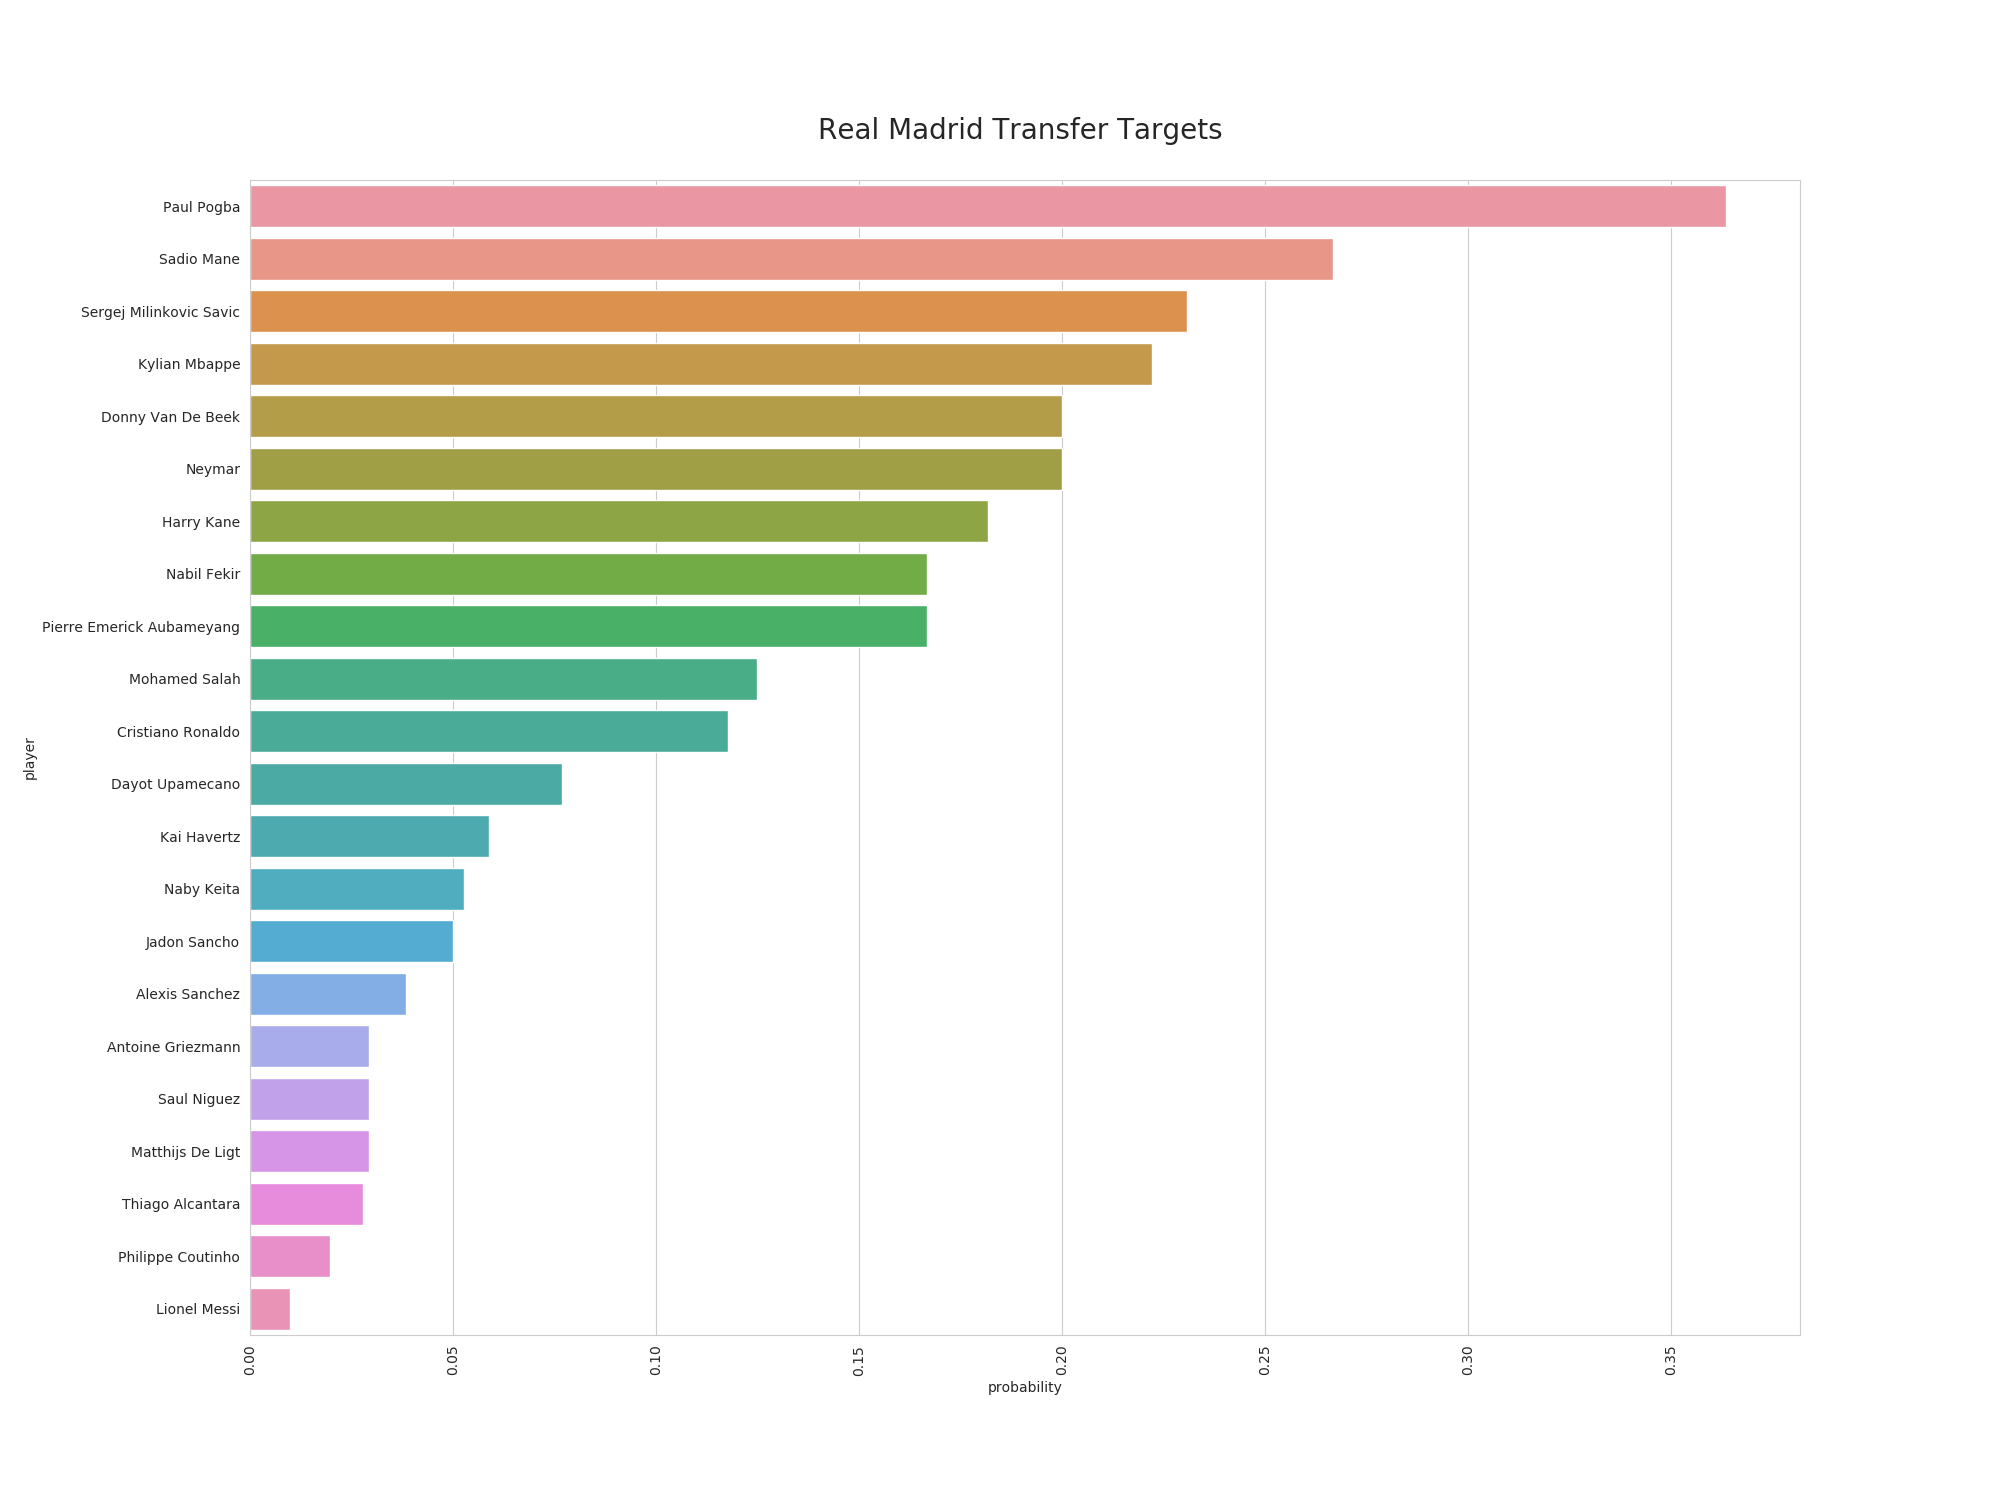 Real Madrid Transfer Targets
Paul Pogba
Sadio Mane
Sergej Milinkovic Savic
Kylian Mbappe
Donny Van De Beek
Neymar
Harry Kane
Nabil Fekir
Pierre Emerick Aubameyang
Mohamed Salah
Cristiano Ronaldo
Dayot Upamecano
Kai Havertz
Naby Keita
Jadon Sancho
Alexis Sanchez
Antoine Griezmann
Saul Niguez
Matthijs De Ligt
Thiago Alcantara
Philippe Coutinho
Lionel Messi
player
0.00
0.05
0.10
0.15
0.20
0.25
0.30
0.35
probability